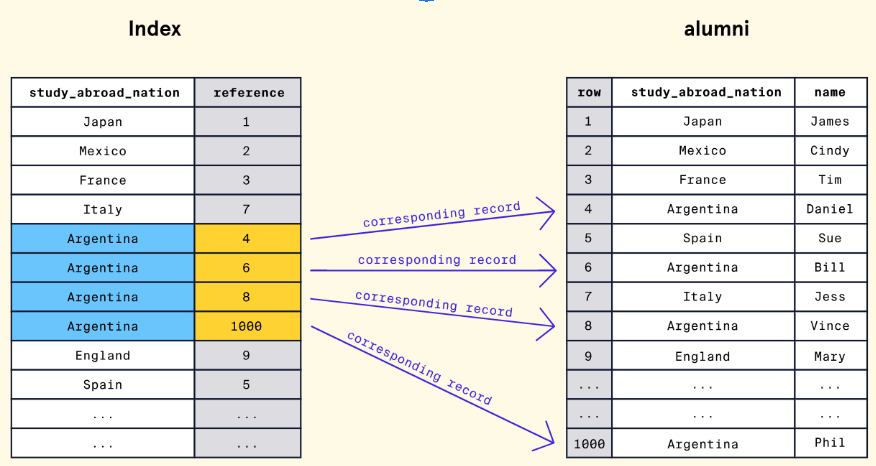 Index
study_abroad_nation reference
Japan 1
Mexico 2
France 3
Italy 7
Argentina 4
Argentina 6
Argentina 8
Argentina 1000
England 9
Spain 5
... ...
... ...
corresponding record
corresponding record
corresponding record
corresponding record
alumni
row study_abroad_nation name
1 Japan James
2 Mexico Cindy
3 France Tim
4 Argentina Daniel
5 Spain Sue
6 Argentina Bill
7 Italy Jess
8 Argentina Vince
9 England Mary
... ... ...
... ... ...
1000 Argentina Phil